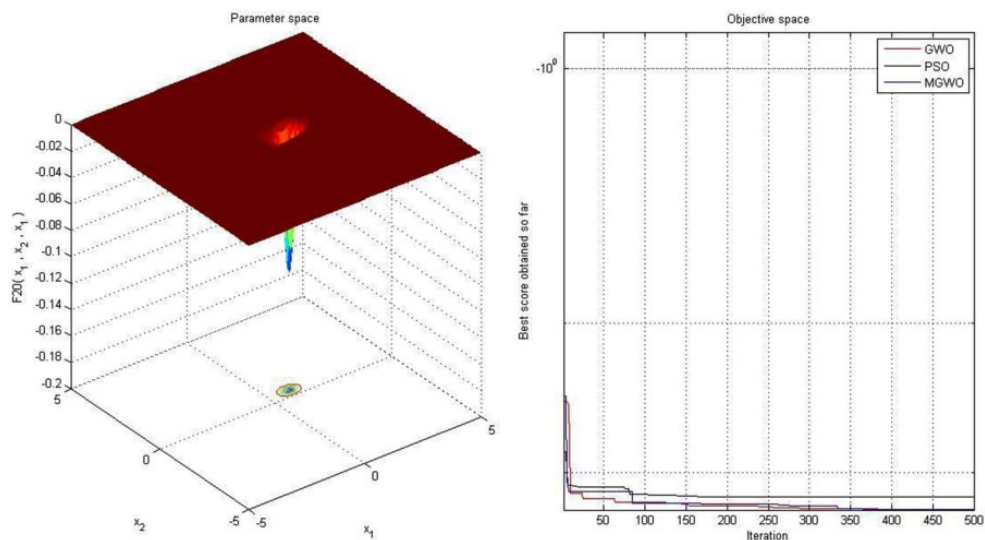 Parameter space
0
-0.02
-0.04
-0.06
-0.08
-0.1
-0.12
-0.14
-0.16
-0.18
-0.2
F20( x1 , x2 , x1)
5
0
-5
x2
-5
0
5
x1
Objective space
-10^0
Best score obtained so far
GWO
PSO
MGWO
50 100 150 200 250 300 350 400 450 500
Iteration